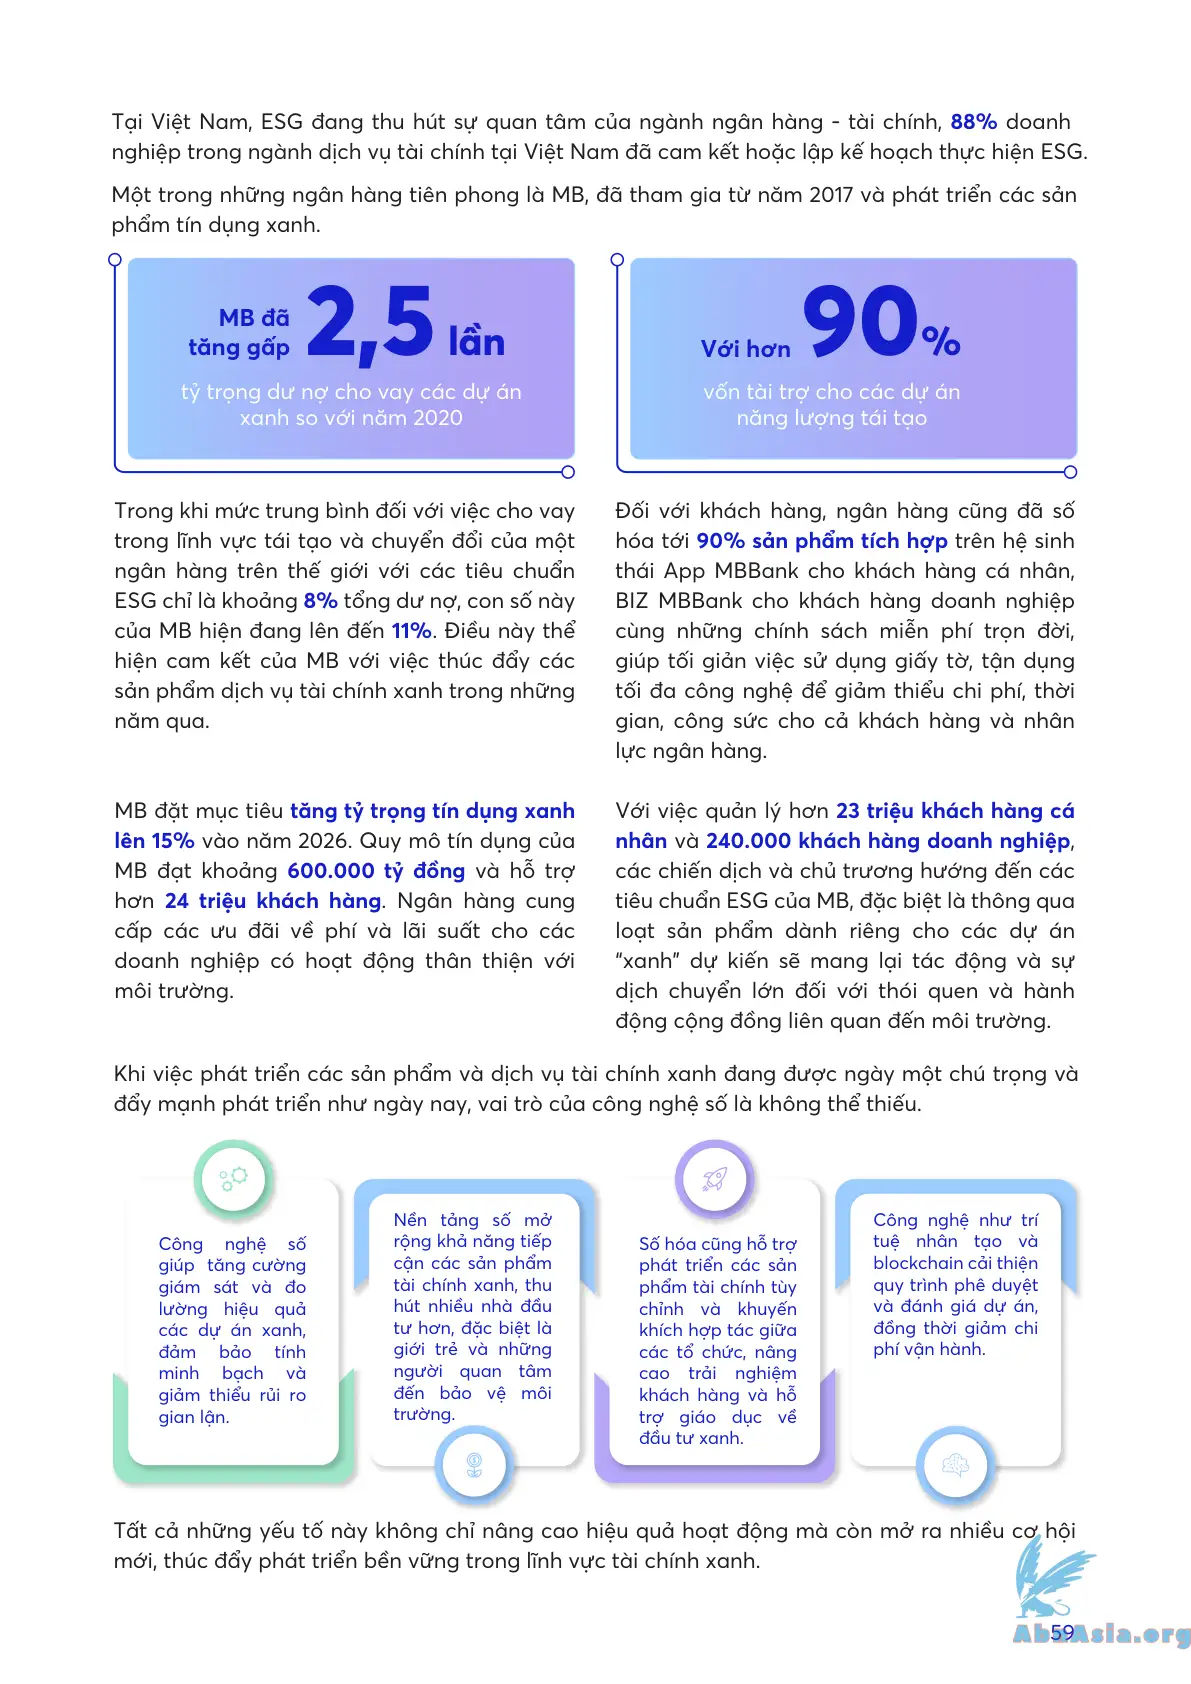 Tại Việt Nam, ESG đang thu hút sự quan tâm của ngành ngân hàng - tài chính, 88% doanh
nghiệp trong ngành dịch vụ tài chính tại Việt Nam đã cam kết hoặc lập kế hoạch thực hiện ESG.
Một trong những ngân hàng tiên phong là MB, đã tham gia từ năm 2017 và phát triển các sản
phẩm tín dụng xanh.
MB đã
tăng gấp 2,5 lần
tỷ trọng dư nợ cho vay các dự án
xanh so với năm 2020
Với hơn 90%
vốn tài trợ cho các dự án
năng lượng tái tạo
Trong khi mức trung bình đối với việc cho vay
trong lĩnh vực tái tạo và chuyển đổi của một
ngân hàng trên thế giới với các tiêu chuẩn
ESG chỉ là khoảng 8% tổng dư nợ, con số này
của MB hiện đang lên đến 11%. Điều này thể
hiện cam kết của MB với việc thúc đẩy các
sản phẩm dịch vụ tài chính xanh trong những
năm qua.
Đối với khách hàng, ngân hàng cũng đã số
hóa tới 90% sản phẩm tích hợp trên hệ sinh
thái App MBBank cho khách hàng cá nhân,
BIZ MBBank cho khách hàng doanh nghiệp
cùng những chính sách miễn phí trọn đời,
giúp tối giản việc sử dụng giấy tờ, tận dụng
tối đa công nghệ để giảm thiểu chi phí, thời
gian, công sức cho cả khách hàng và nhân
lực ngân hàng.
MB đặt mục tiêu tăng tỷ trọng tín dụng xanh
lên 15% vào năm 2026. Quy mô tín dụng của
MB đạt khoảng 600.000 tỷ đồng và hỗ trợ
hơn 24 triệu khách hàng. Ngân hàng cung
cấp các ưu đãi về phí và lãi suất cho các
doanh nghiệp có hoạt động thân thiện với
môi trường.
Với việc quản lý hơn 23 triệu khách hàng cá
nhân và 240.000 khách hàng doanh nghiệp,
các chiến dịch và chủ trương hướng đến các
tiêu chuẩn ESG của MB, đặc biệt là thông qua
loạt sản phẩm dành riêng cho các dự án
“xanh” dự kiến sẽ mang lại tác động và sự
dịch chuyển lớn đối với thói quen và hành
động cộng đồng liên quan đến môi trường.
Khi việc phát triển các sản phẩm và dịch vụ tài chính xanh đang được ngày một chú trọng và
đẩy mạnh phát triển như ngày nay, vai trò của công nghệ số là không thể thiếu.
Công nghệ số
giúp tăng cường
giám sát và đo
lường hiệu quả
các dự án xanh,
đảm bảo tính
minh bạch và
giảm thiểu rủi ro
gian lận.
Nền tảng số mở
rộng khả năng tiếp
cận các sản phẩm
tài chính xanh, thu
hút nhiều nhà đầu
tư hơn, đặc biệt là
giới trẻ và những
người quan tâm
đến bảo vệ môi
trường.
Số hóa cũng hỗ trợ
phát triển các sản
phẩm tài chính tùy
chỉnh và khuyến
khích hợp tác giữa
các tổ chức, nâng
cao trải nghiệm
khách hàng và hỗ
trợ giáo dục về
đầu tư xanh.
Công nghệ như trí
tuệ nhân tạo và
blockchain cải thiện
quy trình phê duyệt
và đánh giá dự án,
đồng thời giảm chi
phí vận hành.
Tất cả những yếu tố này không chỉ nâng cao hiệu quả hoạt động mà còn mở ra nhiều cơ hội
mới, thúc đẩy phát triển bền vững trong lĩnh vực tài chính xanh.
59
AbaAsia.org